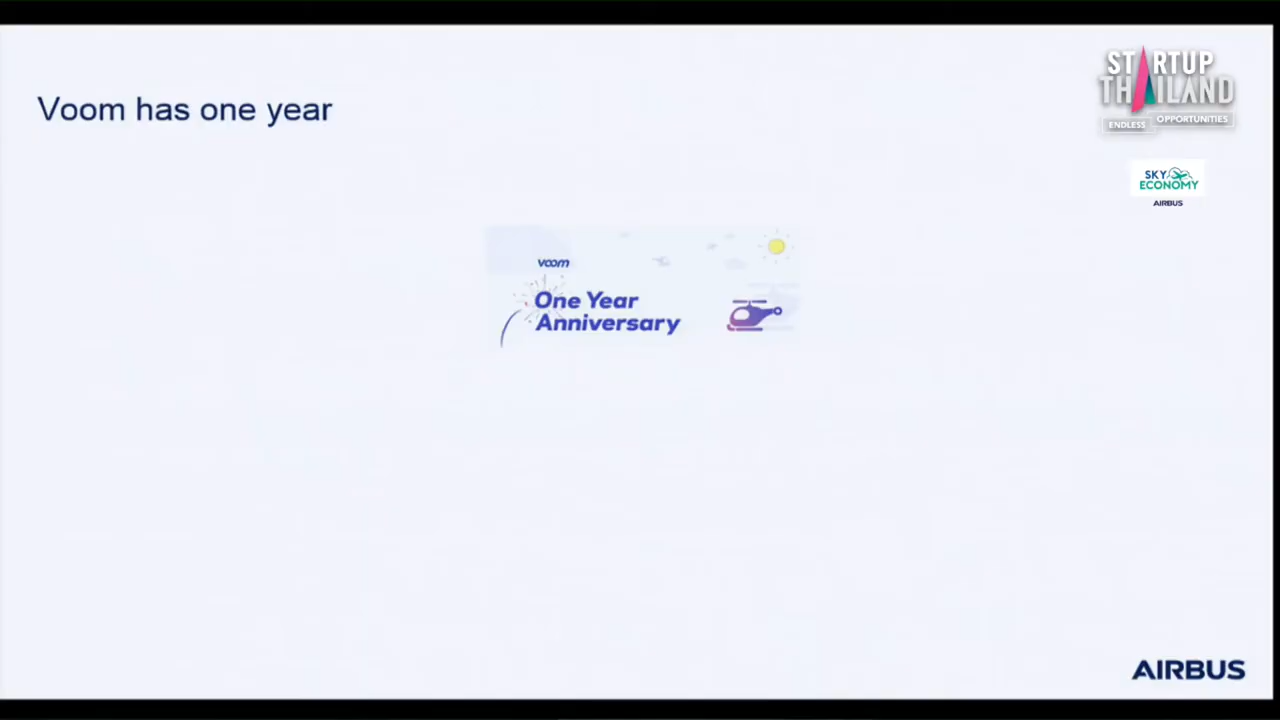 Voom has one year
STARTUP
THAILAND
ENDLESS OPPORTUNITIES
SKY
ECONOMY
AIRBUS
voom
One Year
Anniversary
AIRBUS